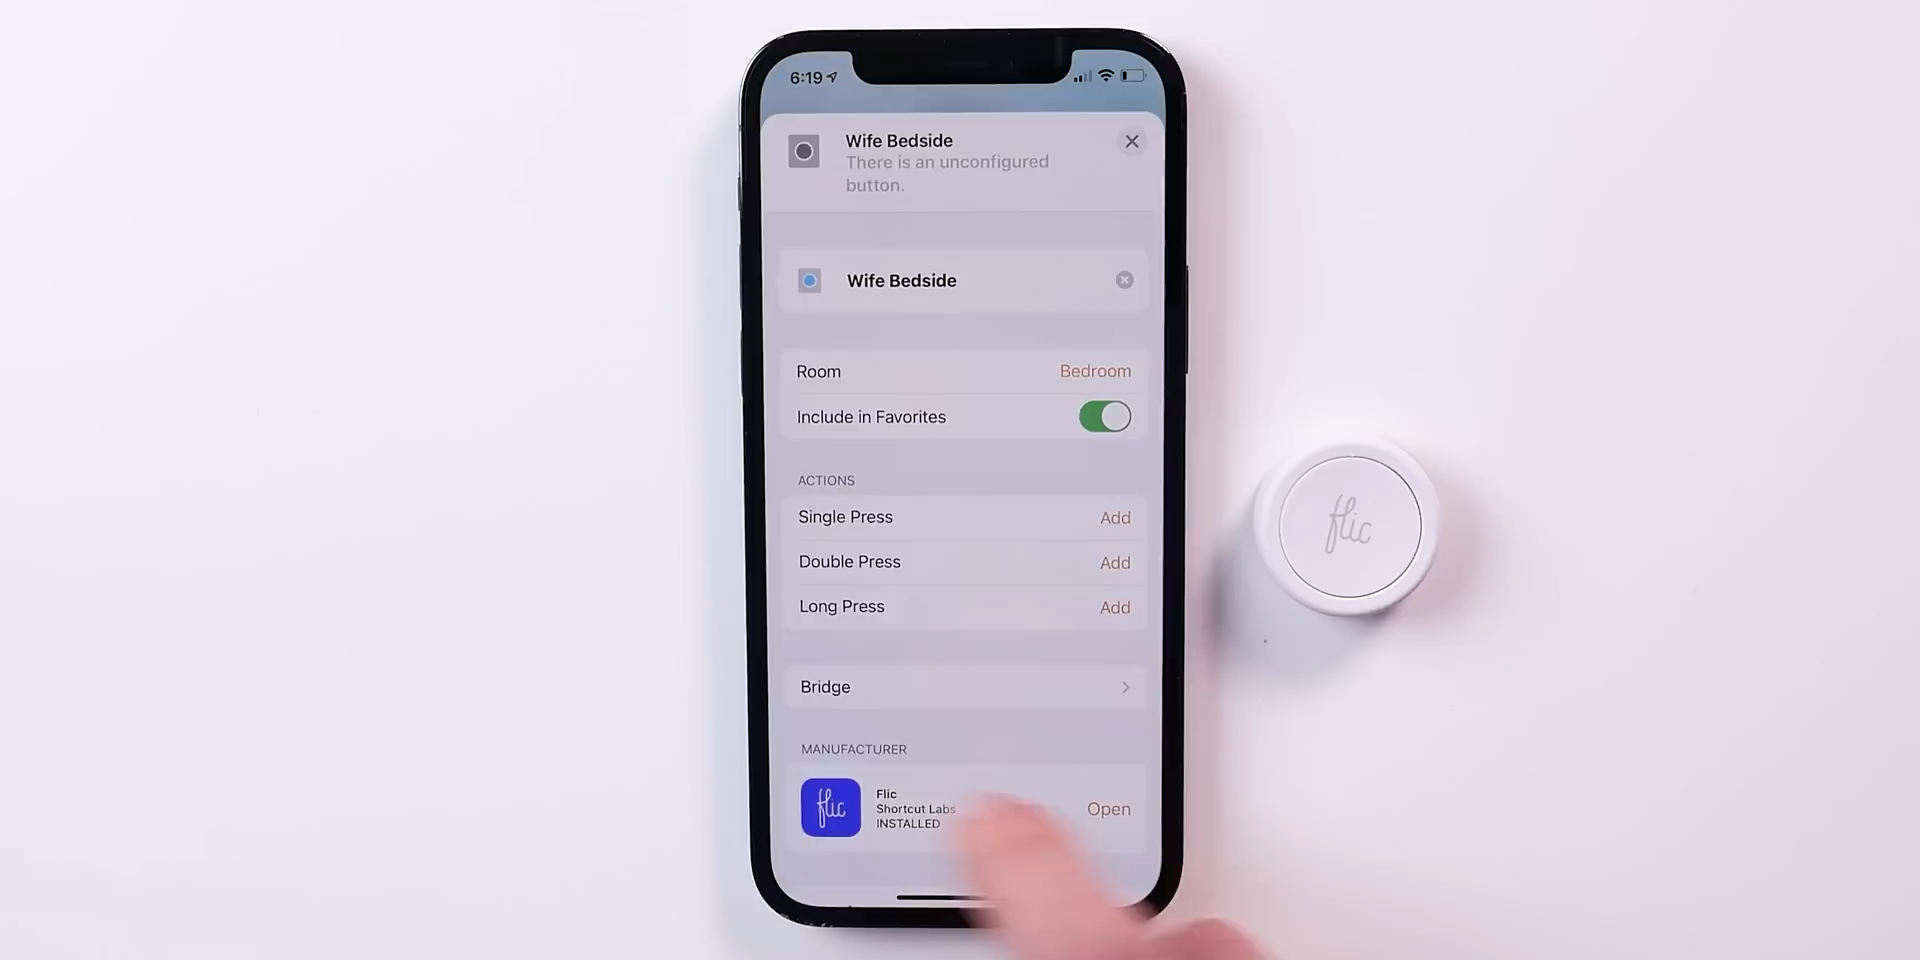 6:19
Wife Bedside
There is an unconfigured
button.
Wife Bedside
Room
Bedroom
Include in Favorites
ACTIONS
Single Press
Add
Double Press
Add
Long Press
Add
Bridge
MANUFACTURER
flic
Flic
Shortcut Labs
INSTALLED
Open
flic